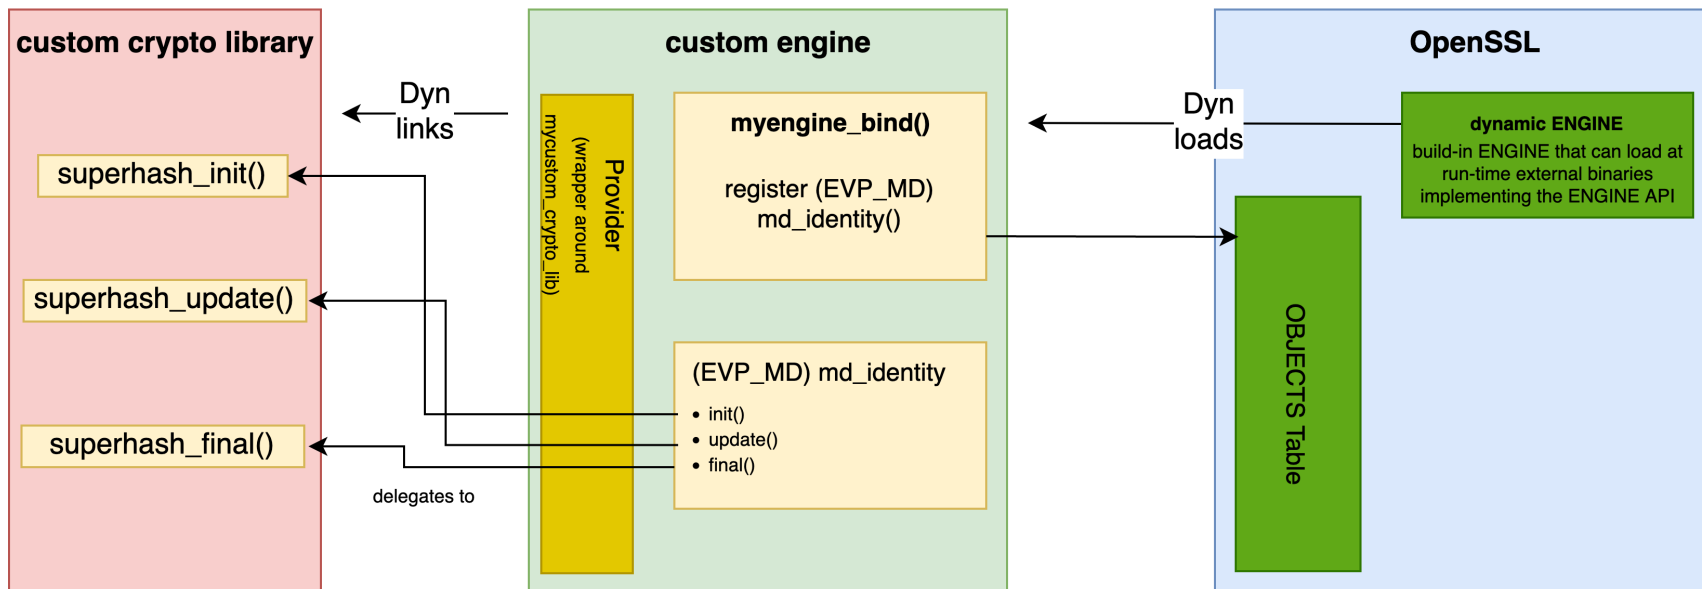 custom crypto library
custom engine
OpenSSL
Dyn
links
superhash_init()
superhash_update()
superhash_final()
delegates to
Provider
(wrapper around
mycustom_crypto_lib)
myengine_bind()
register (EVP_MD)
md_identity()
(EVP_MD) md_identity
• init()
• update()
• final()
Dyn
loads
dynamic ENGINE
build-in ENGINE that can load at
run-time external binaries
implementing the ENGINE API
OBJECTS Table